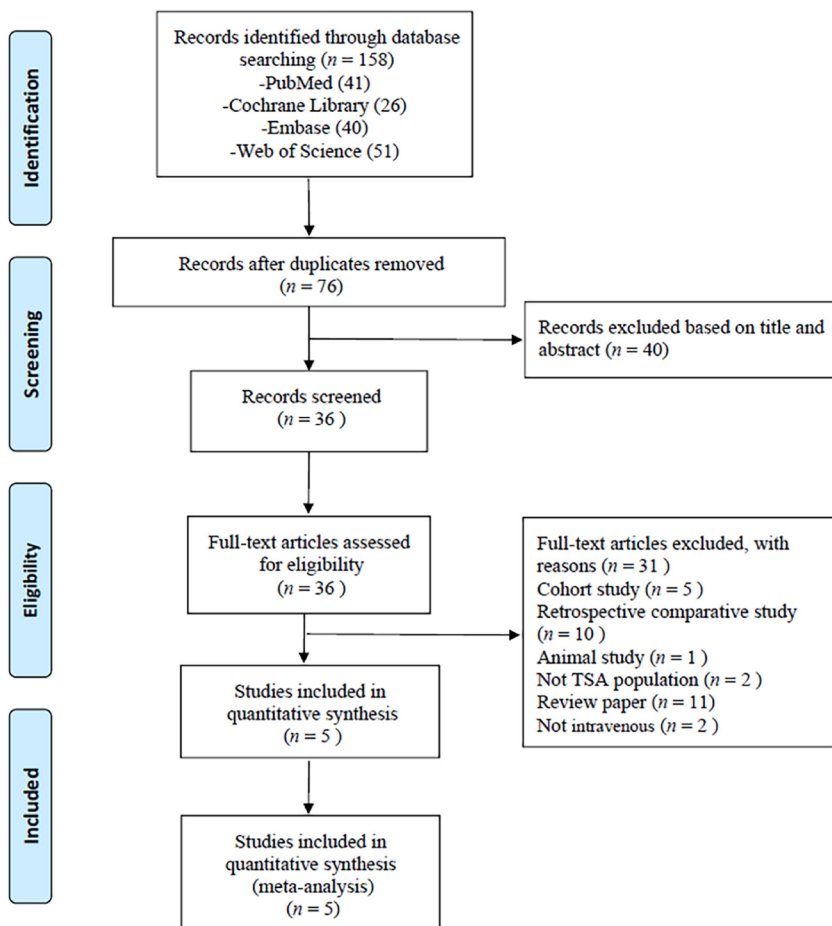 Identification
Records identified through database
searching (n = 158)
-PubMed (41)
-Cochrane Library (26)
-Embase (40)
-Web of Science (51)
Screening
Records after duplicates removed
(n = 76)
Records excluded based on title and
abstract (n = 40)
Records screened
(n = 36 )
Eligibility
Full-text articles assessed
for eligibility
(n = 36 )
Full-text articles excluded, with
reasons (n = 31 )
Cohort study (n = 5 )
Retrospective comparative study
(n = 10 )
Animal study (n = 1 )
Not TSA population (n = 2 )
Review paper (n = 11)
Not intravenous (n = 2 )
Studies included in
quantitative synthesis
(n = 5 )
Included
Studies included in
quantitative synthesis
(meta-analysis)
(n = 5)